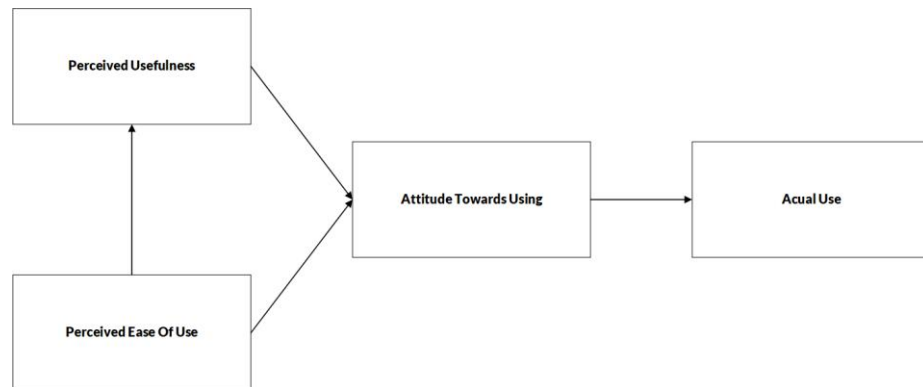 Perceived Usefulness
Attitude Towards Using
Acual Use
Perceived Ease Of Use